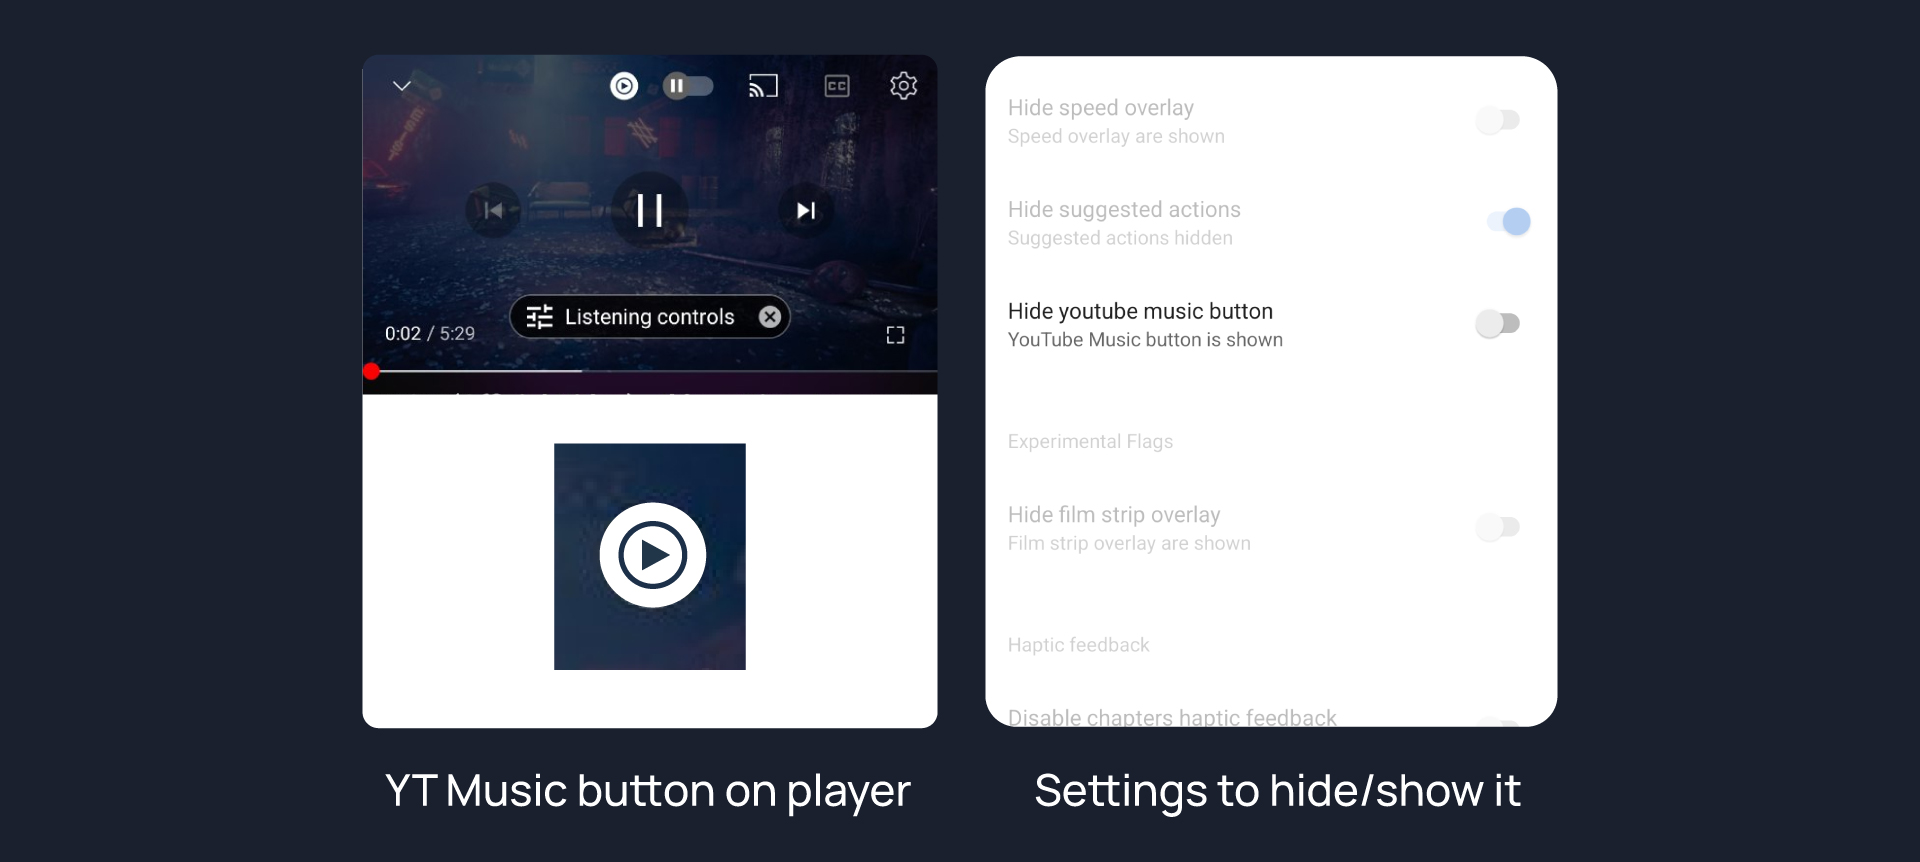 CC
Listening controls
0:02 / 5:29
YT Music button on player
Hide speed overlay
Speed overlay are shown
Hide suggested actions
Suggested actions hidden
Hide youtube music button
YouTube Music button is shown
Experimental Flags
Hide film strip overlay
Film strip overlay are shown
Haptic feedback
Disable chapters haptic feedback
Settings to hide/show it